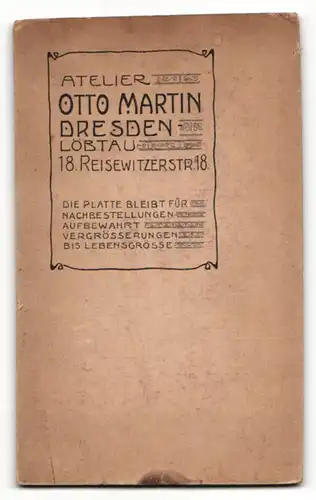 ATELIER
OTTO MARTIN
DRESDEN
LÖBTAU
18. REISEWITZERSTR. 18.
DIE PLATTE BLEIBT FÜR
NACHBESTELLUNGEN
AUFBEWAHRT
VERGRÖSSERUNGEN
BIS LEBENSGRÖSSE